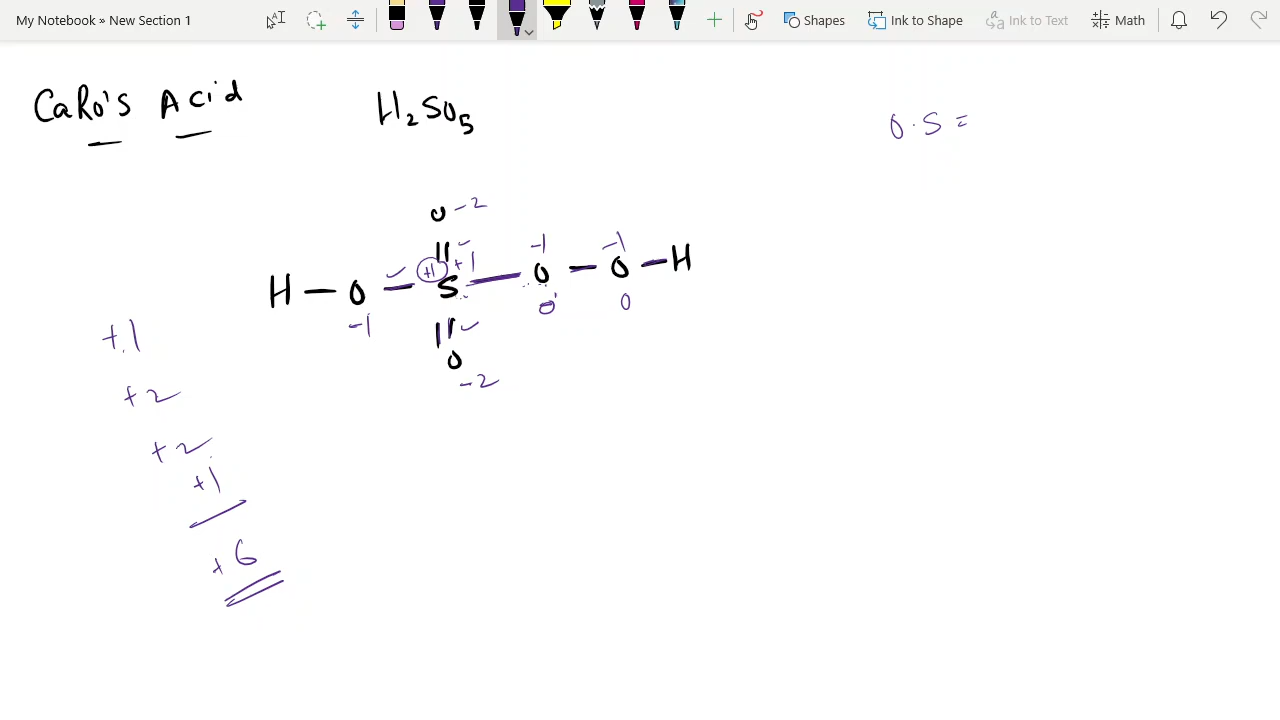 My Notebook » New Section 1
Shapes
Ink to Shape
Ink to Text
Math
CaRo's Acid
H₂SO₅
O.S =
O -2
||
+1 +1 -1 -1
H — O — S — O — O — H
-1 0 0
||
O
-2
+1
+2
+2
+1
+6